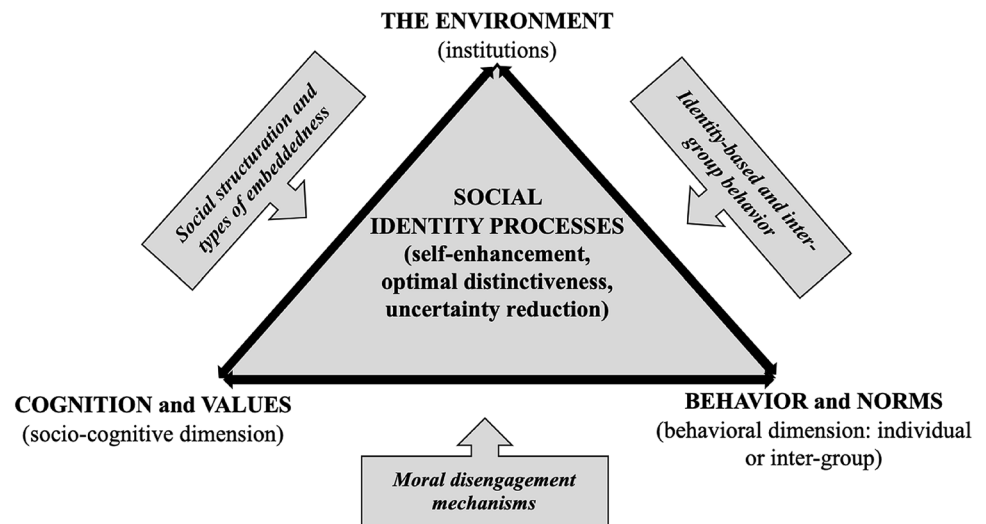 THE ENVIRONMENT
(institutions)
Social structuration and
types of embeddedness
Identity-based and inter-
group behavior
SOCIAL
IDENTITY PROCESSES
(self-enhancement,
optimal distinctiveness,
uncertainty reduction)
COGNITION and VALUES
(socio-cognitive dimension)
BEHAVIOR and NORMS
(behavioral dimension: individual
or inter-group)
Moral disengagement
mechanisms